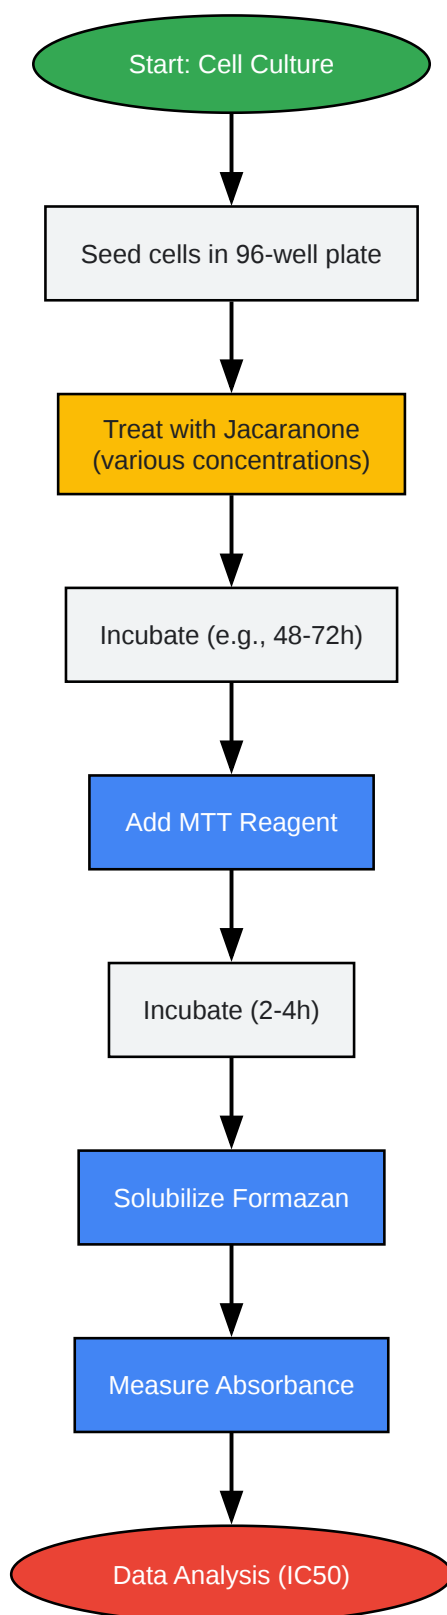 Start: Cell Culture
Seed cells in 96-well plate
Treat with Jacaranone
(various concentrations)
Incubate (e.g., 48-72h)
Add MTT Reagent
Incubate (2-4h)
Solubilize Formazan
Measure Absorbance
Data Analysis (IC50)